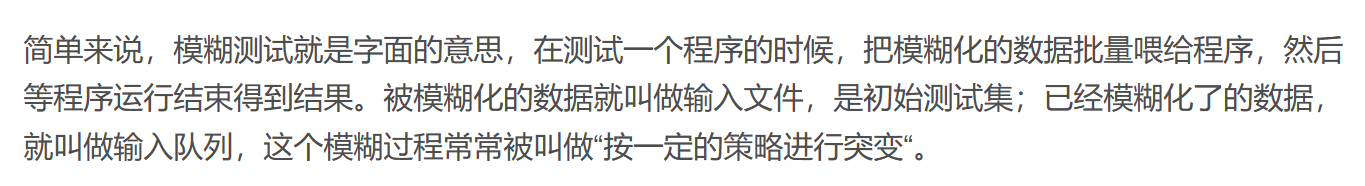 简单来说，模糊测试就是字面的意思，在测试一个程序的时候，把模糊化的数据批量喂给程序，然后
等程序运行结束得到结果。被模糊化的数据就叫做输入文件，是初始测试集；已经模糊化了的数据，
就叫做输入队列，这个模糊过程常常被叫做“按一定的策略进行突变“。